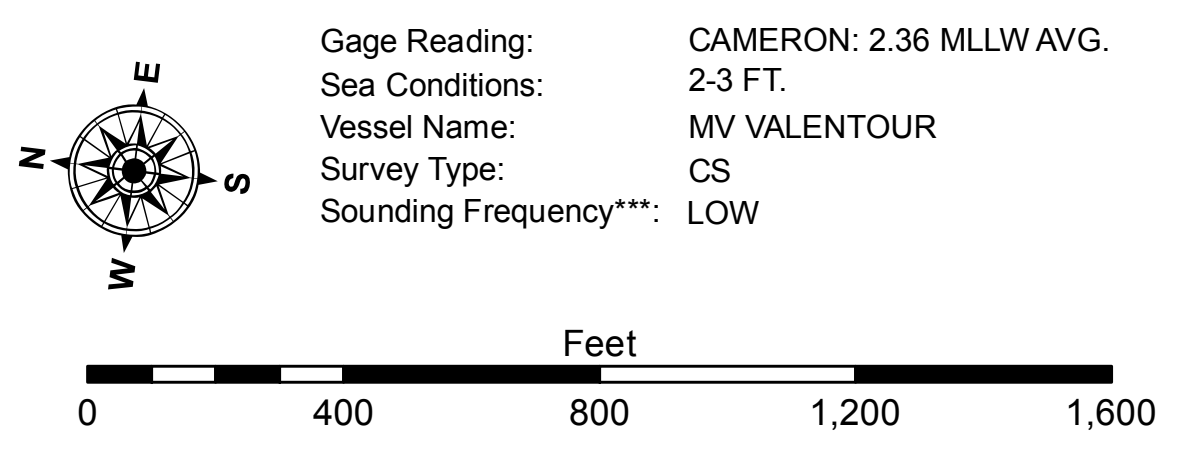 E
N
S
W
Gage Reading: CAMERON: 2.36 MLLW AVG.
Sea Conditions: 2-3 FT.
Vessel Name: MV VALENTOUR
Survey Type: CS
Sounding Frequency***: LOW
Feet
0 400 800 1,200 1,600